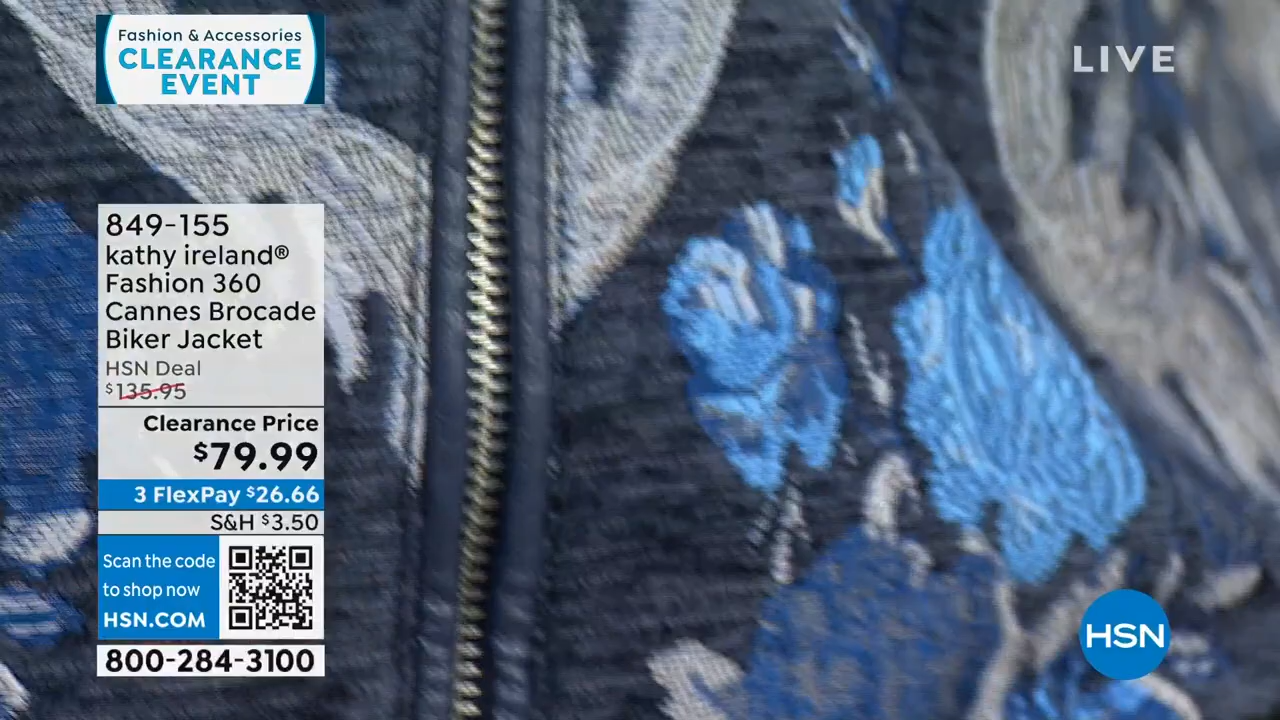 Fashion & Accessories
CLEARANCE
EVENT
LIVE
849-155
kathy ireland®
Fashion 360
Cannes Brocade
Biker Jacket
HSN Deal
$135.95
Clearance Price
$79.99
3 FlexPay $26.66
S&H $3.50
Scan the code
to shop now
HSN.COM
800-284-3100
HSN